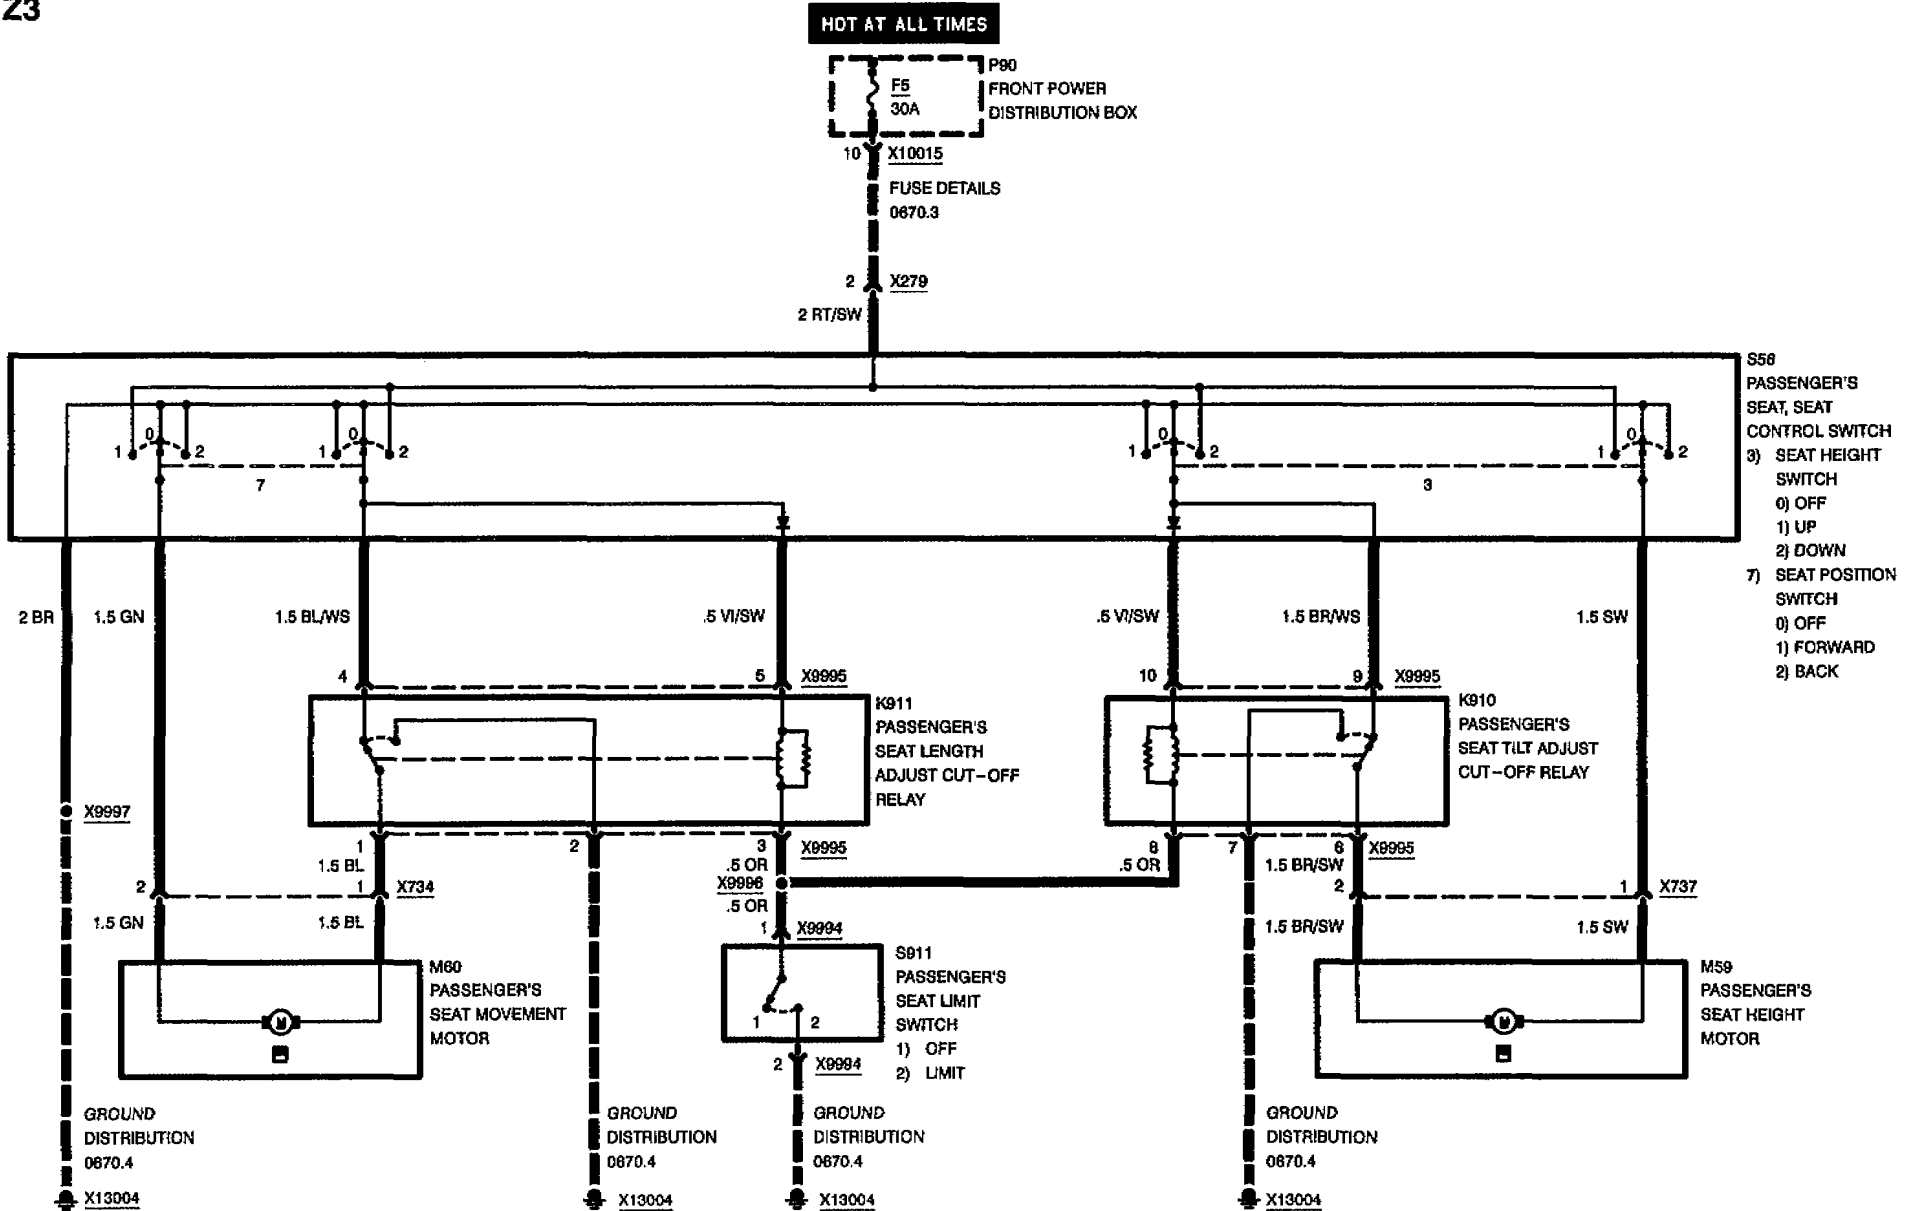 Z3
HOT AT ALL TIMES
P90
FRONT POWER
DISTRIBUTION BOX
F5
30A
10 X10015
FUSE DETAILS
0670.3
2 X279
2 RT/SW
S56
PASSENGER'S
SEAT, SEAT
CONTROL SWITCH
3) SEAT HEIGHT
SWITCH
0) OFF
1) UP
2) DOWN
7) SEAT POSITION
SWITCH
0) OFF
1) FORWARD
2) BACK
1 0 2 1 0 2 1 0 2 1 0 2
7 3
2 BR 1.5 GN 1.5 BL/WS .5 VI/SW .5 VI/SW 1.5 BR/WS 1.5 SW
4 5 X9995 10 9 X9995
K911
PASSENGER'S
SEAT LENGTH
ADJUST CUT-OFF
RELAY
K910
PASSENGER'S
SEAT TILT ADJUST
CUT-OFF RELAY
X9997
1 2 3 X9995 8 7 6 X9995
1.5 BL .5 OR .5 OR 1.5 BR/SW
2 1 X734 X9996 2 1 X737
.5 OR
1.5 GN 1.5 BL 1 X9994 1.5 BR/SW 1.5 SW
M60
PASSENGER'S
SEAT MOVEMENT
MOTOR
M
S911
PASSENGER'S
SEAT LIMIT
SWITCH
1) OFF
2) LIMIT
1 2
2 X9994
M59
PASSENGER'S
SEAT HEIGHT
MOTOR
M
GROUND
DISTRIBUTION
0670.4
X13004
GROUND
DISTRIBUTION
0670.4
X13004
GROUND
DISTRIBUTION
0670.4
X13004
GROUND
DISTRIBUTION
0670.4
X13004